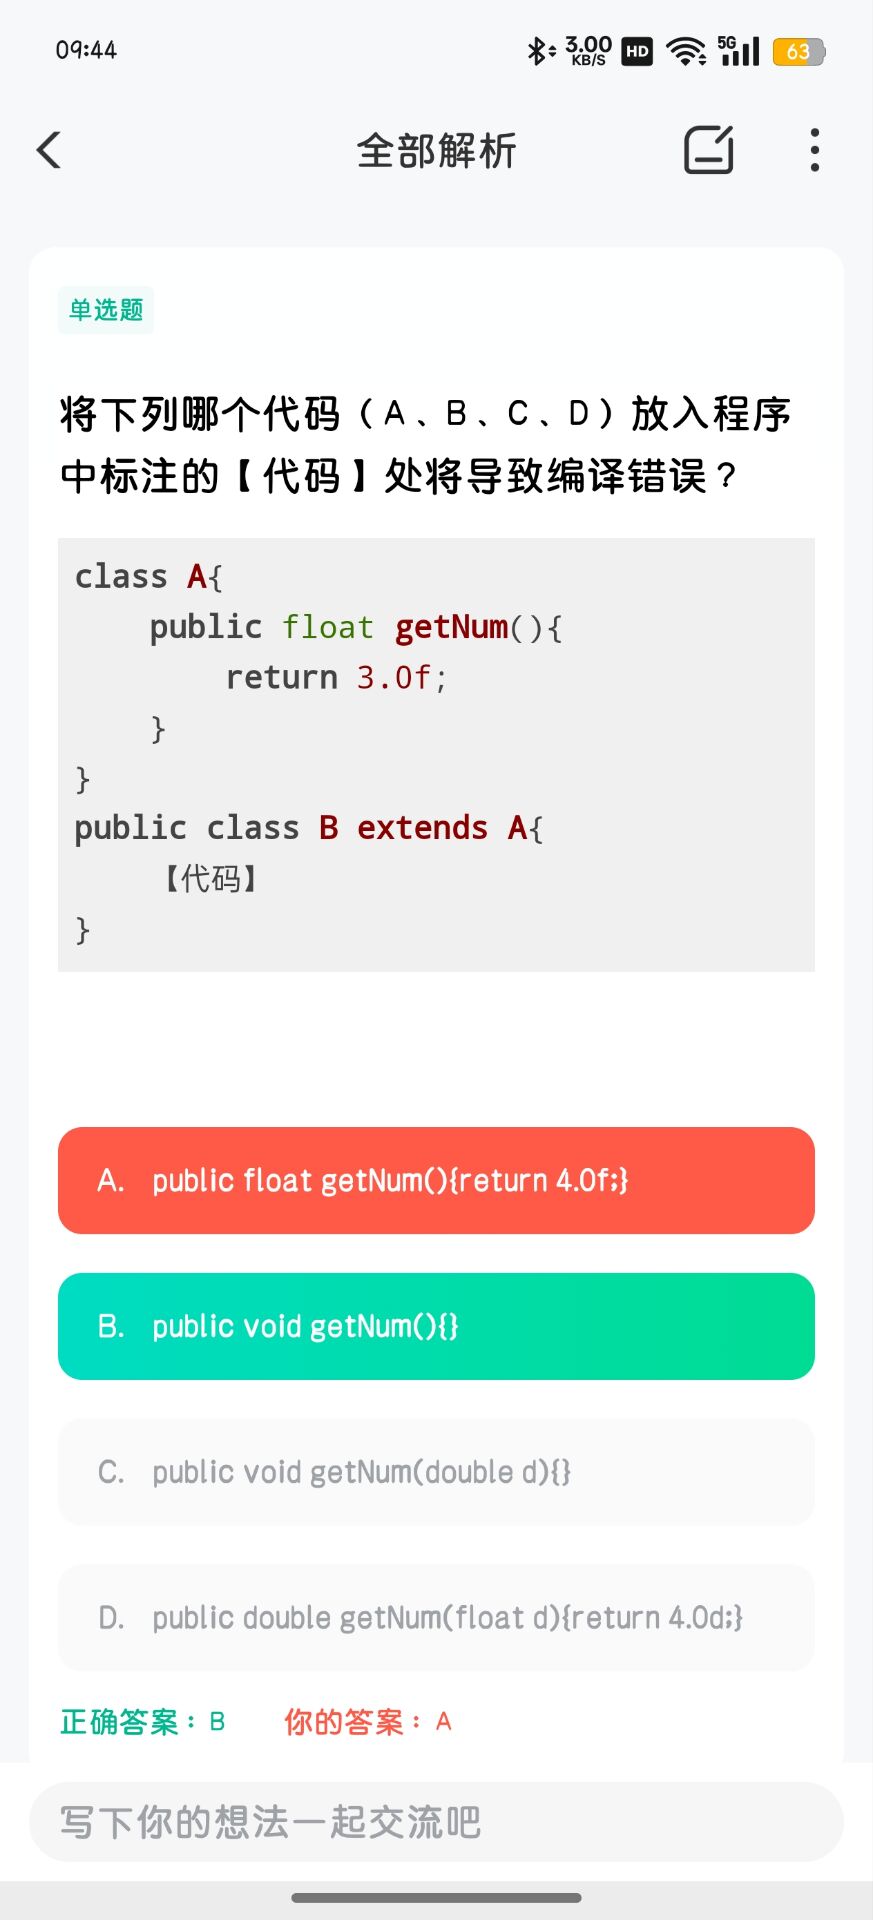 09:44
3.00 KB/S HD 5G 63
全部解析
单选题
将下列哪个代码（A、B、C、D）放入程序
中标注的【代码】处将导致编译错误？
class A{
    public float getNum(){
        return 3.0f;
    }
}
public class B extends A{
    【代码】
}
A. public float getNum(){return 4.0f;}
B. public void getNum(){}
C. public void getNum(double d){}
D. public double getNum(float d){return 4.0d;}
正确答案：B 你的答案：A
写下你的想法一起交流吧